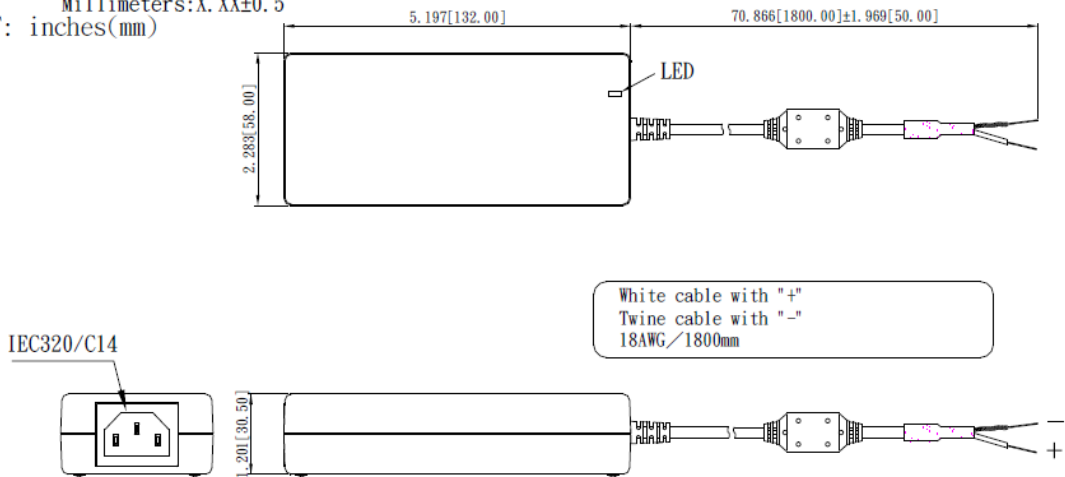 Millimeters:X.XX±0.5
: inches(mm)
5.197[132.00]
70.866[1800.00]±1.969[50.00]
LED
2.283[58.00]
White cable with "+"
Twine cable with "-"
18AWG/1800mm
IEC320/C14
1.201[30.50]
-
+